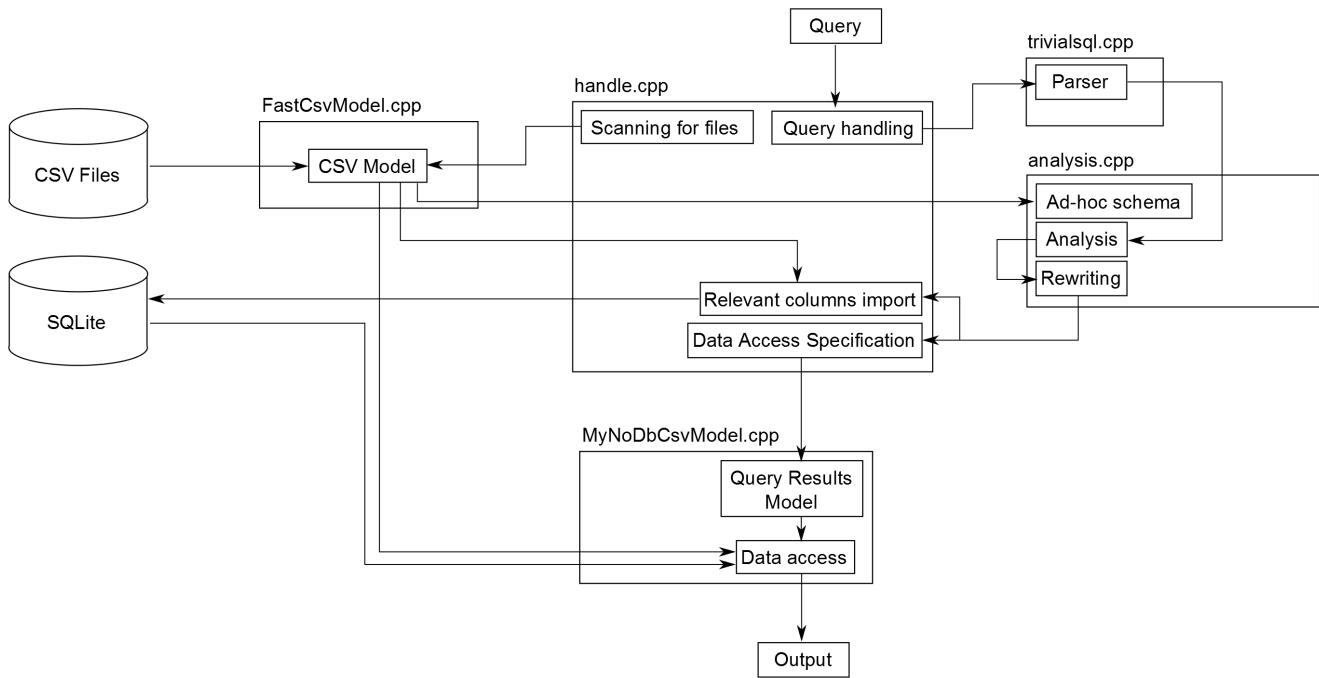 Query
trivialsql.cpp
Parser
handle.cpp
FastCsvModel.cpp
Scanning for files
Query handling
CSV Model
CSV Files
analysis.cpp
Ad-hoc schema
Analysis
Rewriting
Relevant columns import
SQLite
Data Access Specification
MyNoDbCsvModel.cpp
Query Results
Model
Data access
Output